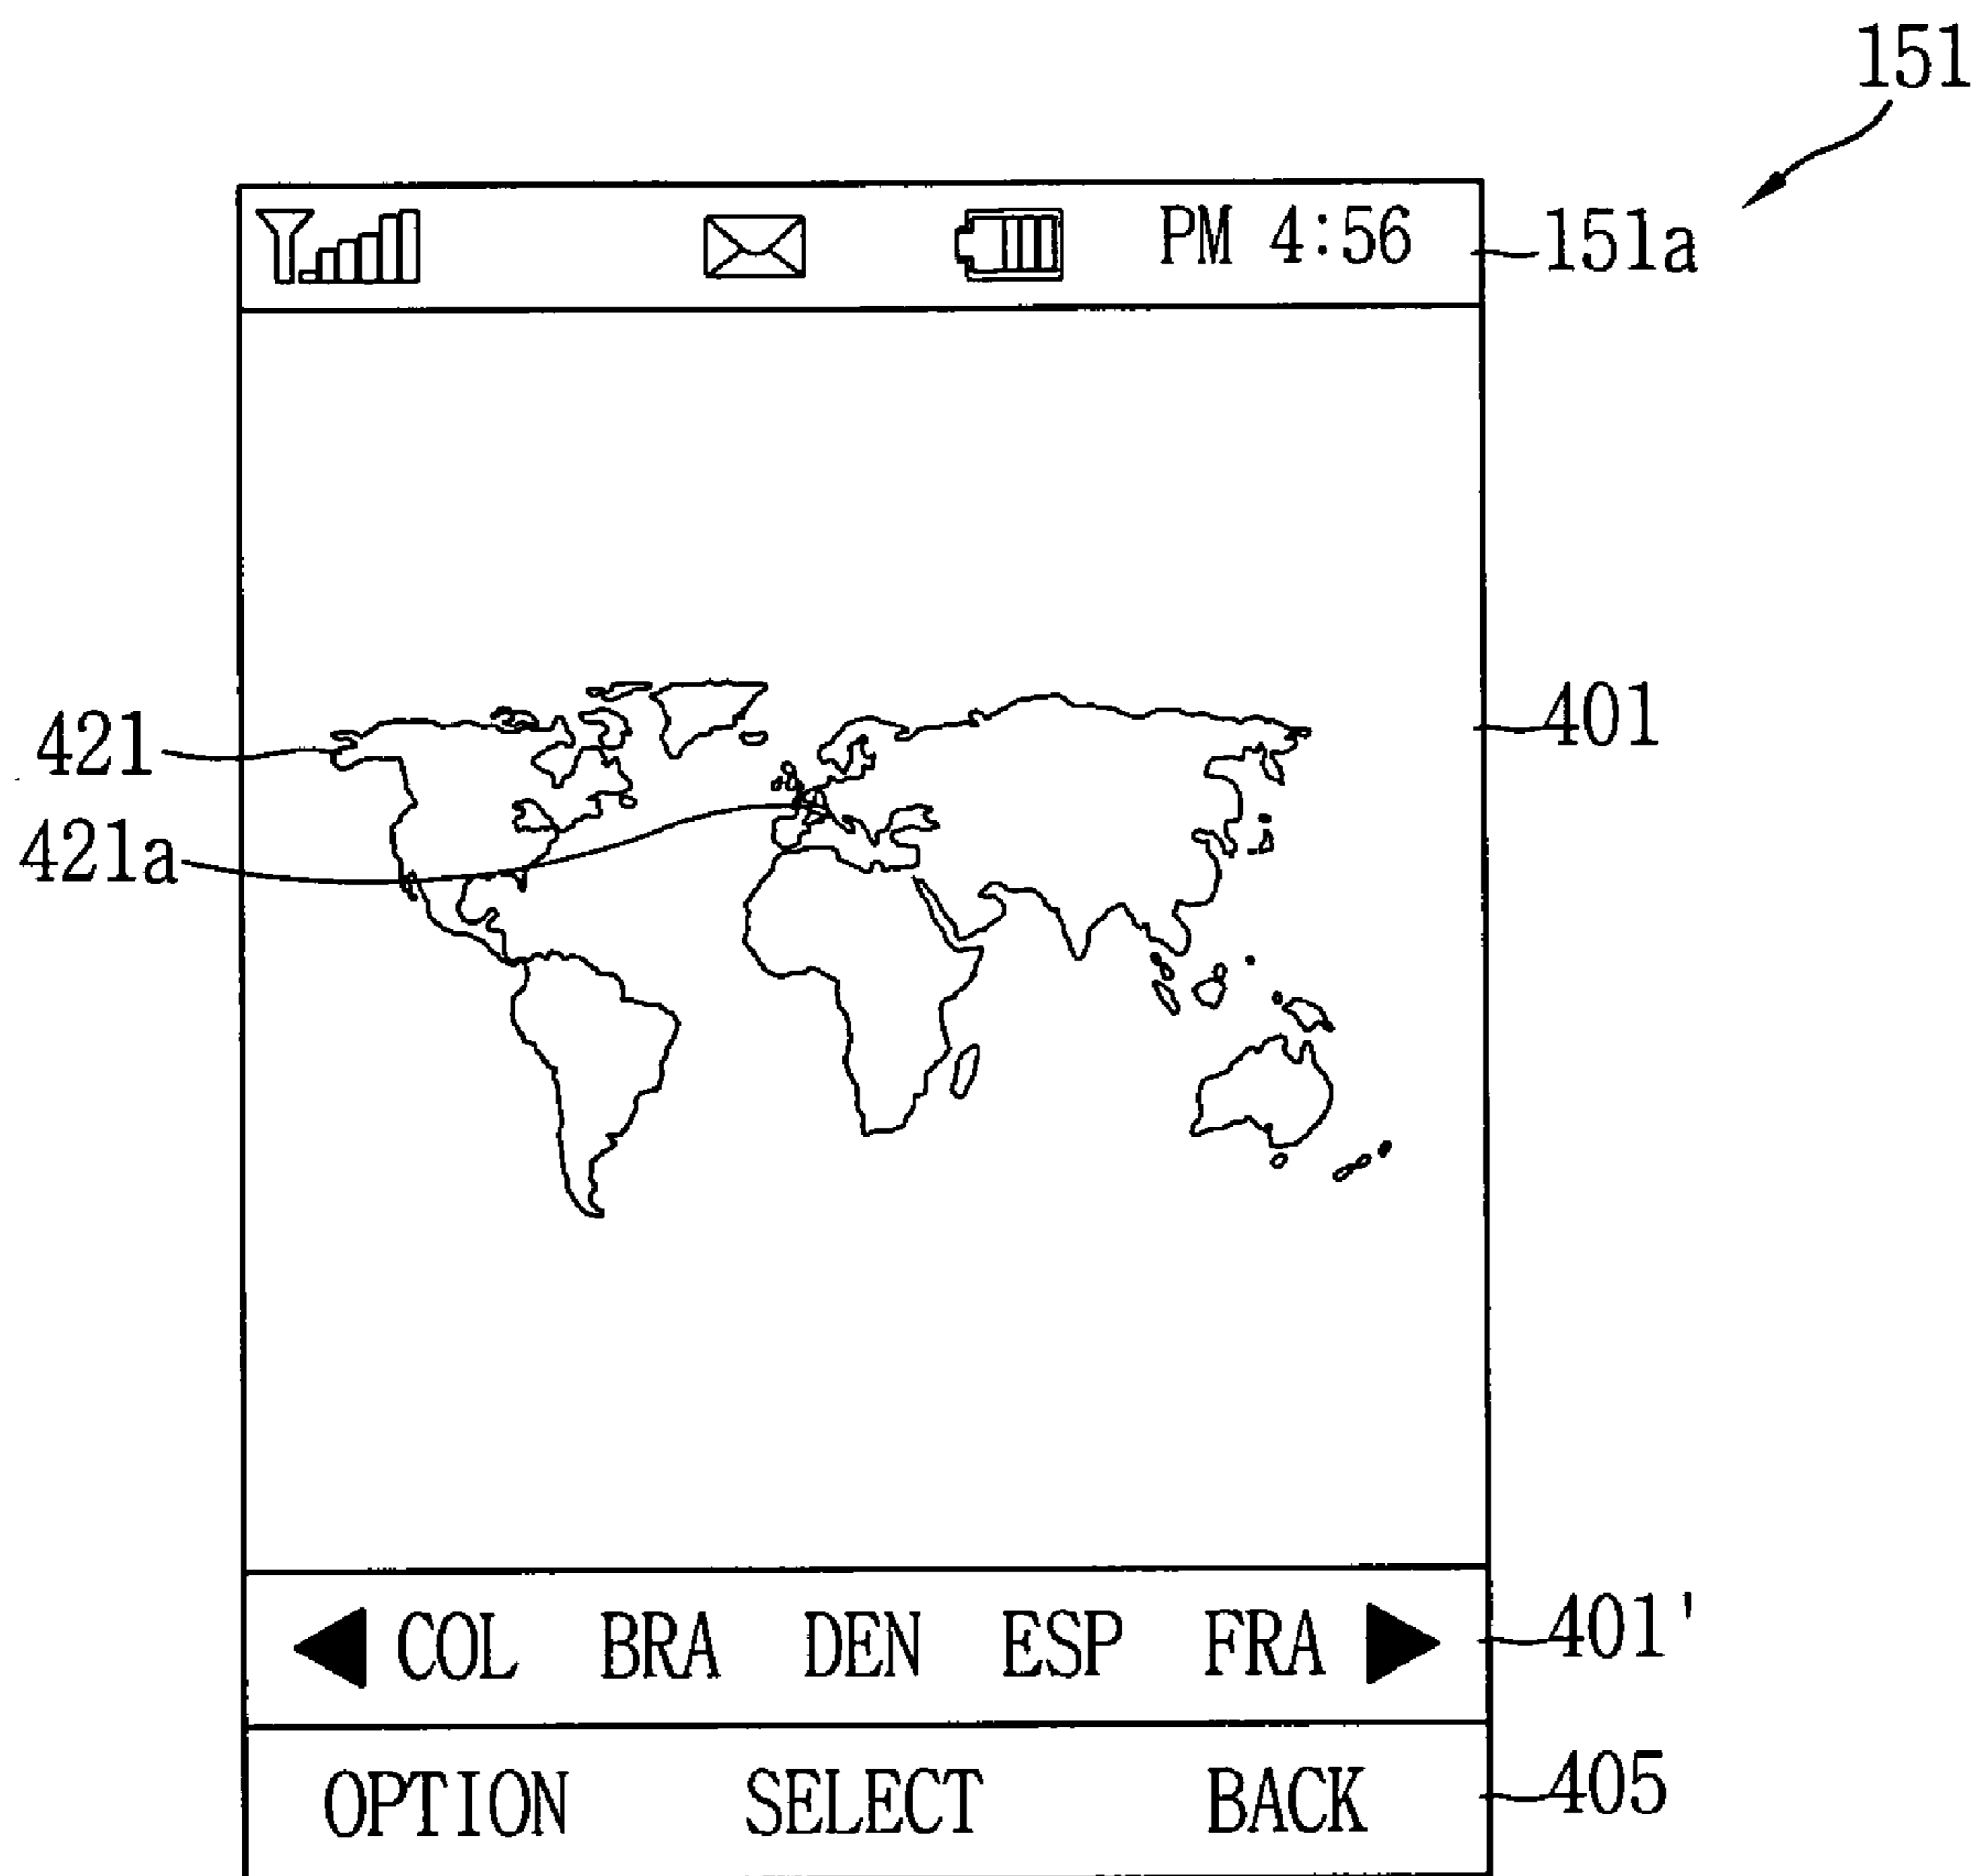 151
PM 4:56
151a
421
401
421a
COL BRA DEN ESP FRA
401'
OPTION SELECT BACK
405